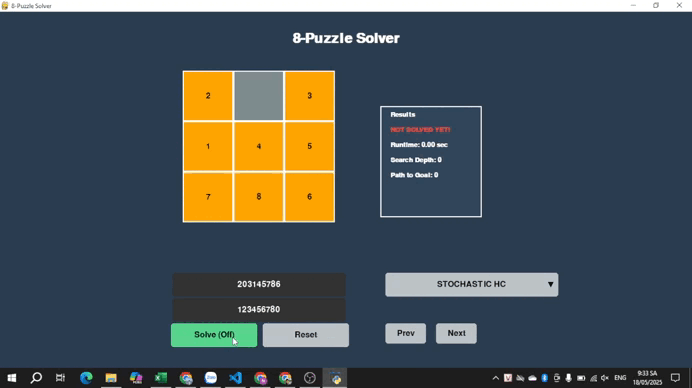 8-Puzzle Solver
8-Puzzle Solver
2 3
1 4 5
7 8 6
Results
NOT SOLVED YET!
Runtime: 0.00 sec
Search Depth: 0
Path to Goal: 0
203145786
STOCHASTIC HC ▼
123456780
Solve (Off) Reset Prev Next
ENG
9:33 SA
18/05/2025